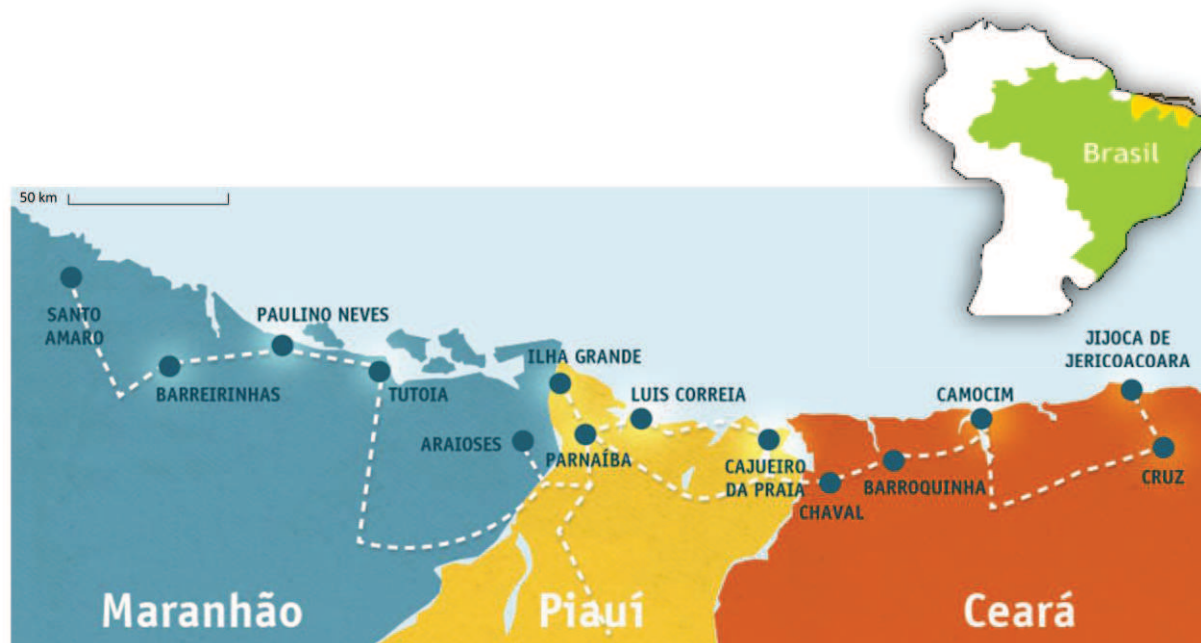 Brasil
50 km
SANTO
AMARO
BARREIRINHAS
PAULINO NEVES
TUTOIA
ARAIOSES
ILHA GRANDE
PARNAÍBA
LUIS CORREIA
CAJUEIRO
DA PRAIA
CHAVAL
BARROQUINHA
CAMOCIM
JIJOCA DE
JERICOACOARA
CRUZ
Maranhão
Piauí
Ceará